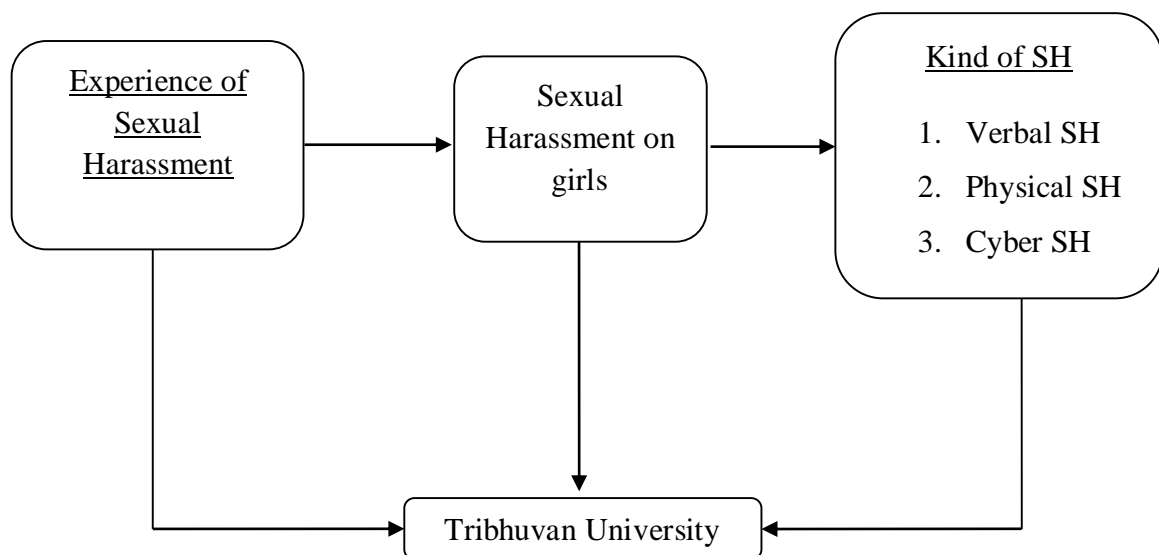 Experience of
Sexual
Harassment
Sexual
Harassment on
girls
Kind of SH
1. Verbal SH
2. Physical SH
3. Cyber SH
Tribhuvan University